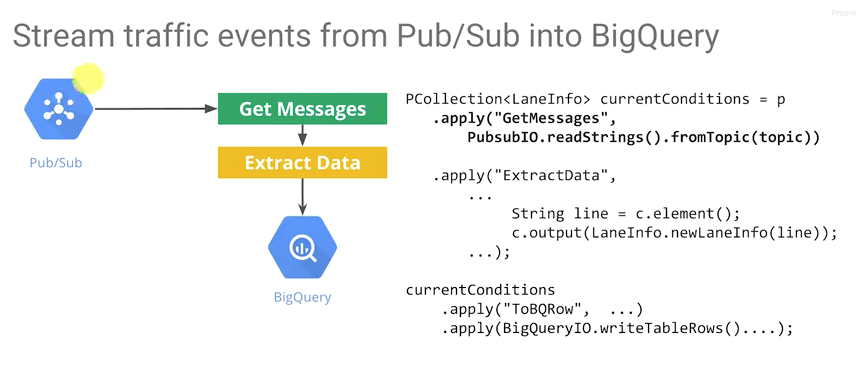 Stream traffic events from Pub/Sub into BigQuery
Get Messages
Pub/Sub
Extract Data
BigQuery
PCollection<LaneInfo> currentConditions = p
.apply("GetMessages",
PubsubIO.readStrings().fromTopic(topic))
.apply("ExtractData",
...
String line = c.element();
c.output(LaneInfo.newLaneInfo(line));
...);
currentConditions
.apply("ToBQRow", ...)
.apply(BigQueryIO.writeTableRows()....);